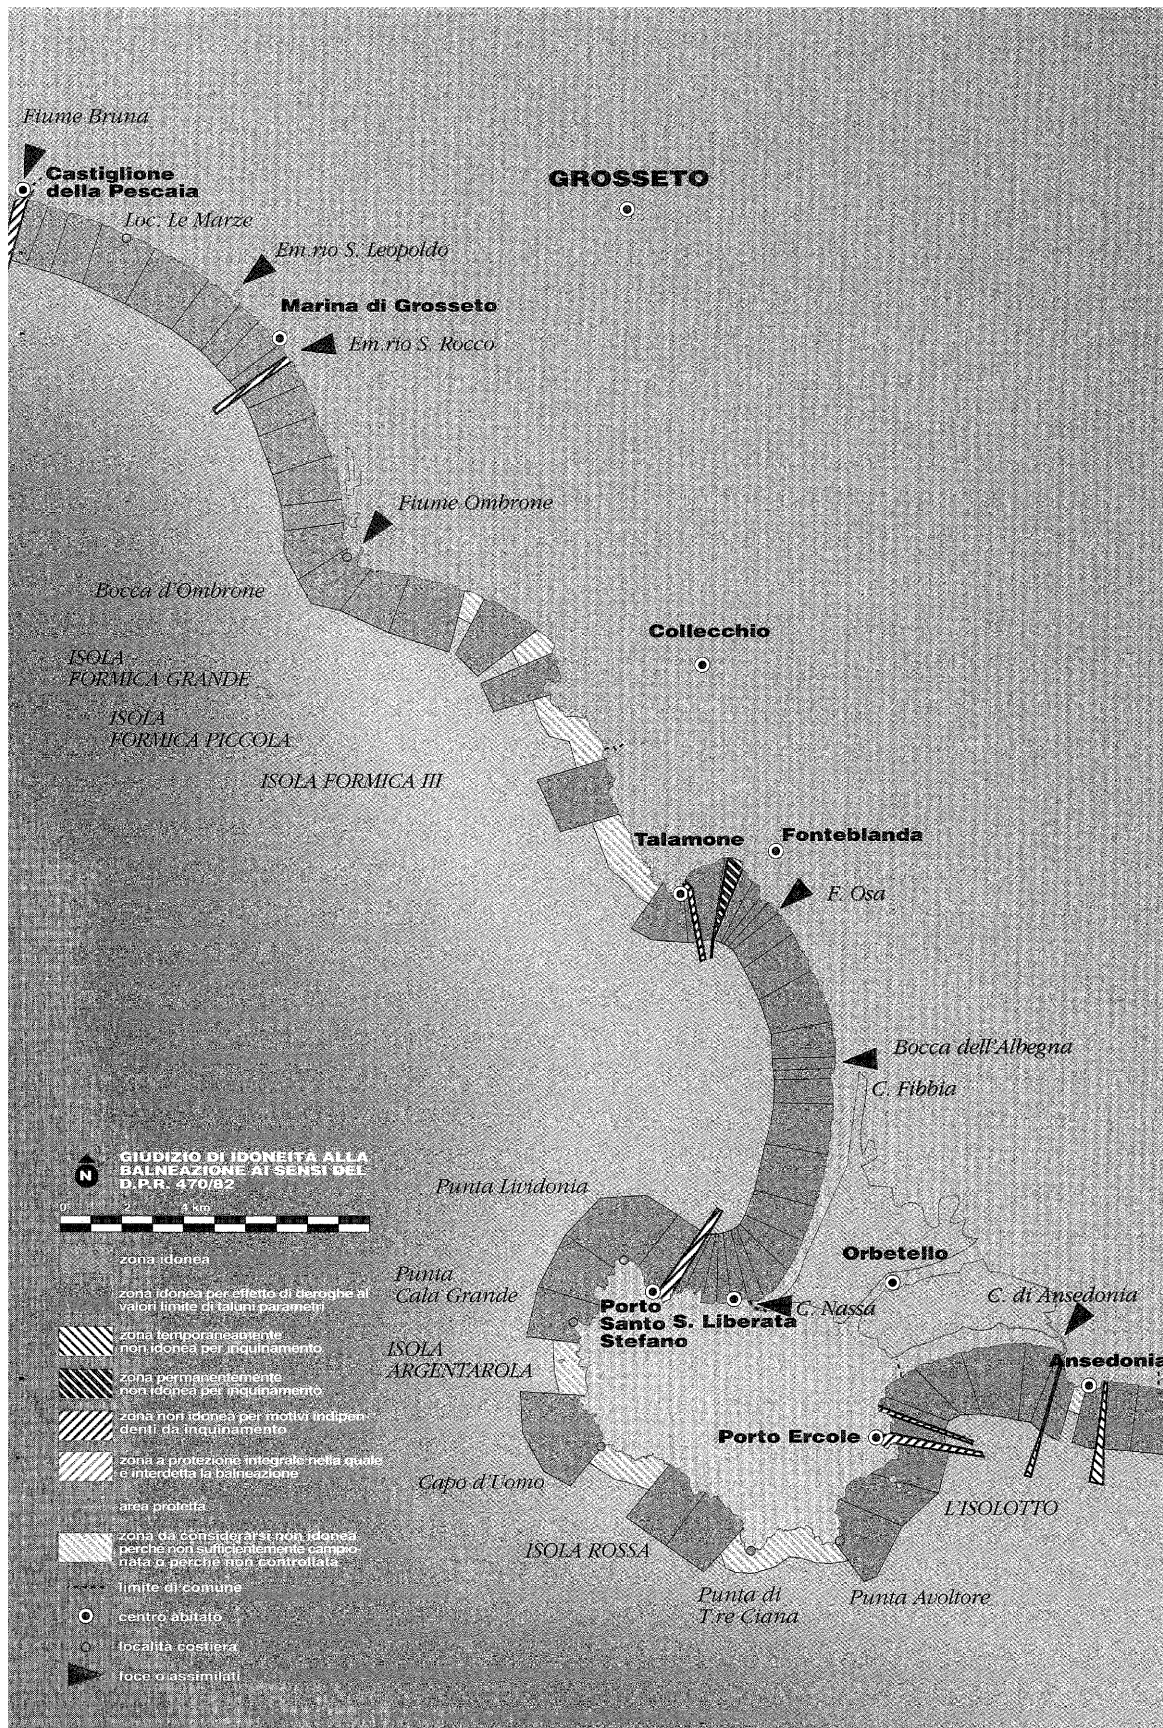 Fiume Bruna
Castiglione
della Pescaia
GROSSETO
Loc. Le Marze
Em.rio S. Leopoldo
Marina di Grosseto
Em.rio S. Rocco
Fiume Ombrone
Bocca d'Ombrone
Collecchio
ISOLA
FORMICA GRANDE
ISOLA
FORMICA PICCOLA
ISOLA FORMICA III
Talamone
Fonteblanda
F. Osa
Bocca dell'Albegna
C. Fibbia
N
GIUDIZIO DI IDONEITÀ ALLA
BALNEAZIONE AI SENSI DEL
D.P.R. 470/82
0 2 4 km
Punta Lividonia
Orbetello
Punta
Cala Grande
C. di Ansedonia
Porto
Santo
Stefano
S. Liberata
C. Nassa
ISOLA
ARGENTAROLA
Ansedonia
Porto Ercole
Capo d'Uomo
L'ISOLOTTO
ISOLA ROSSA
Punta di
T.re Ciana
Punta Avoltore
zona idonea
zona idonea per effetto di deroghe ai
valori limite di taluni parametri
zona temporaneamente
non idonea per inquinamento
zona permanentemente
non idonea per inquinamento
zona non idonea per motivi indipen-
denti da inquinamento
zona a protezione integrale nella quale
è interdetta la balneazione
area protetta
zona da considerarsi non idonea
perché non sufficientemente campio-
nata o perché non controllata
limite di comune
centro abitato
località costiera
foce o assimilati